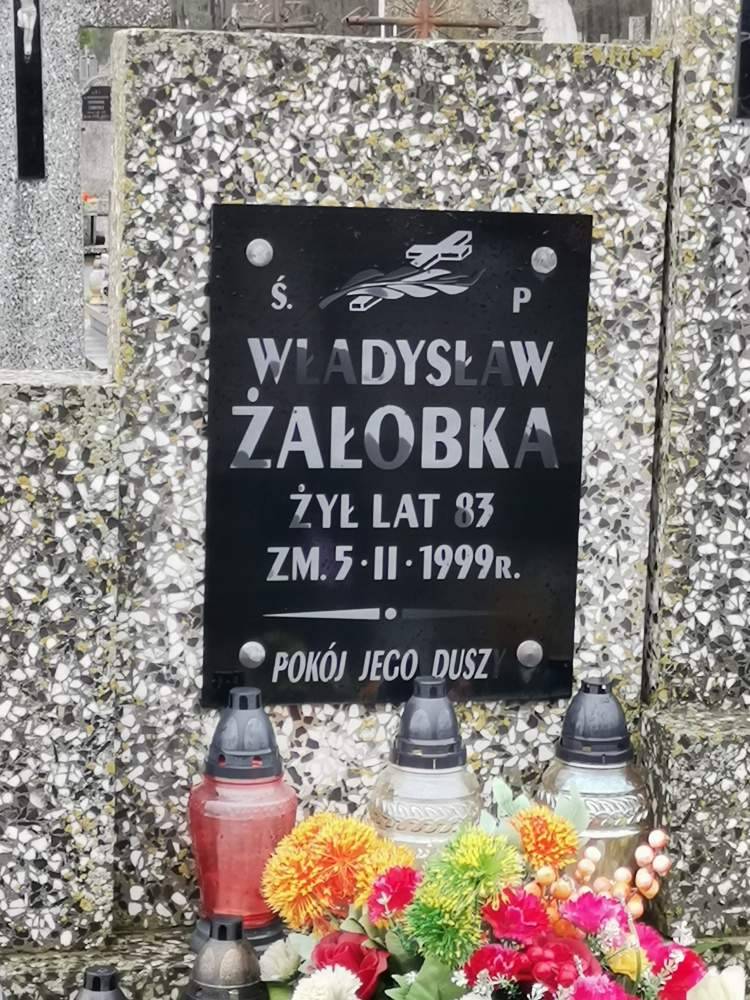 Ś. P
WŁADYSŁAW
ŻAŁOBKA
ŻYŁ LAT 83
ZM. 5·II·1999R.
POKÓJ JEGO DUSZY